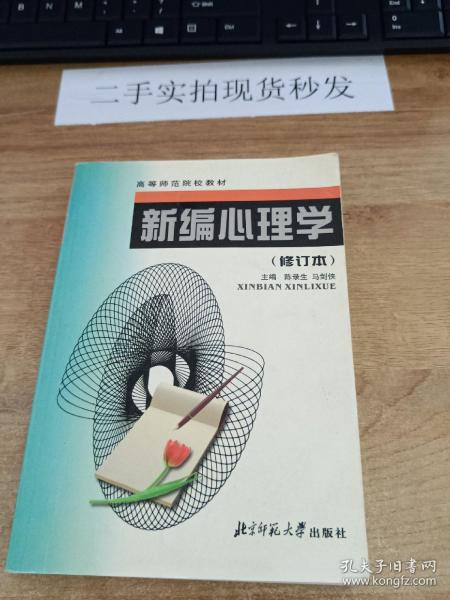 二手实拍现货秒发
高等师范院校教材
新编心理学
（修订本）
主编 陈录生 马剑侠
XINBIAN XINLIXUE
北京师范大学出版社
孔夫子旧书网
www.kongfz.com